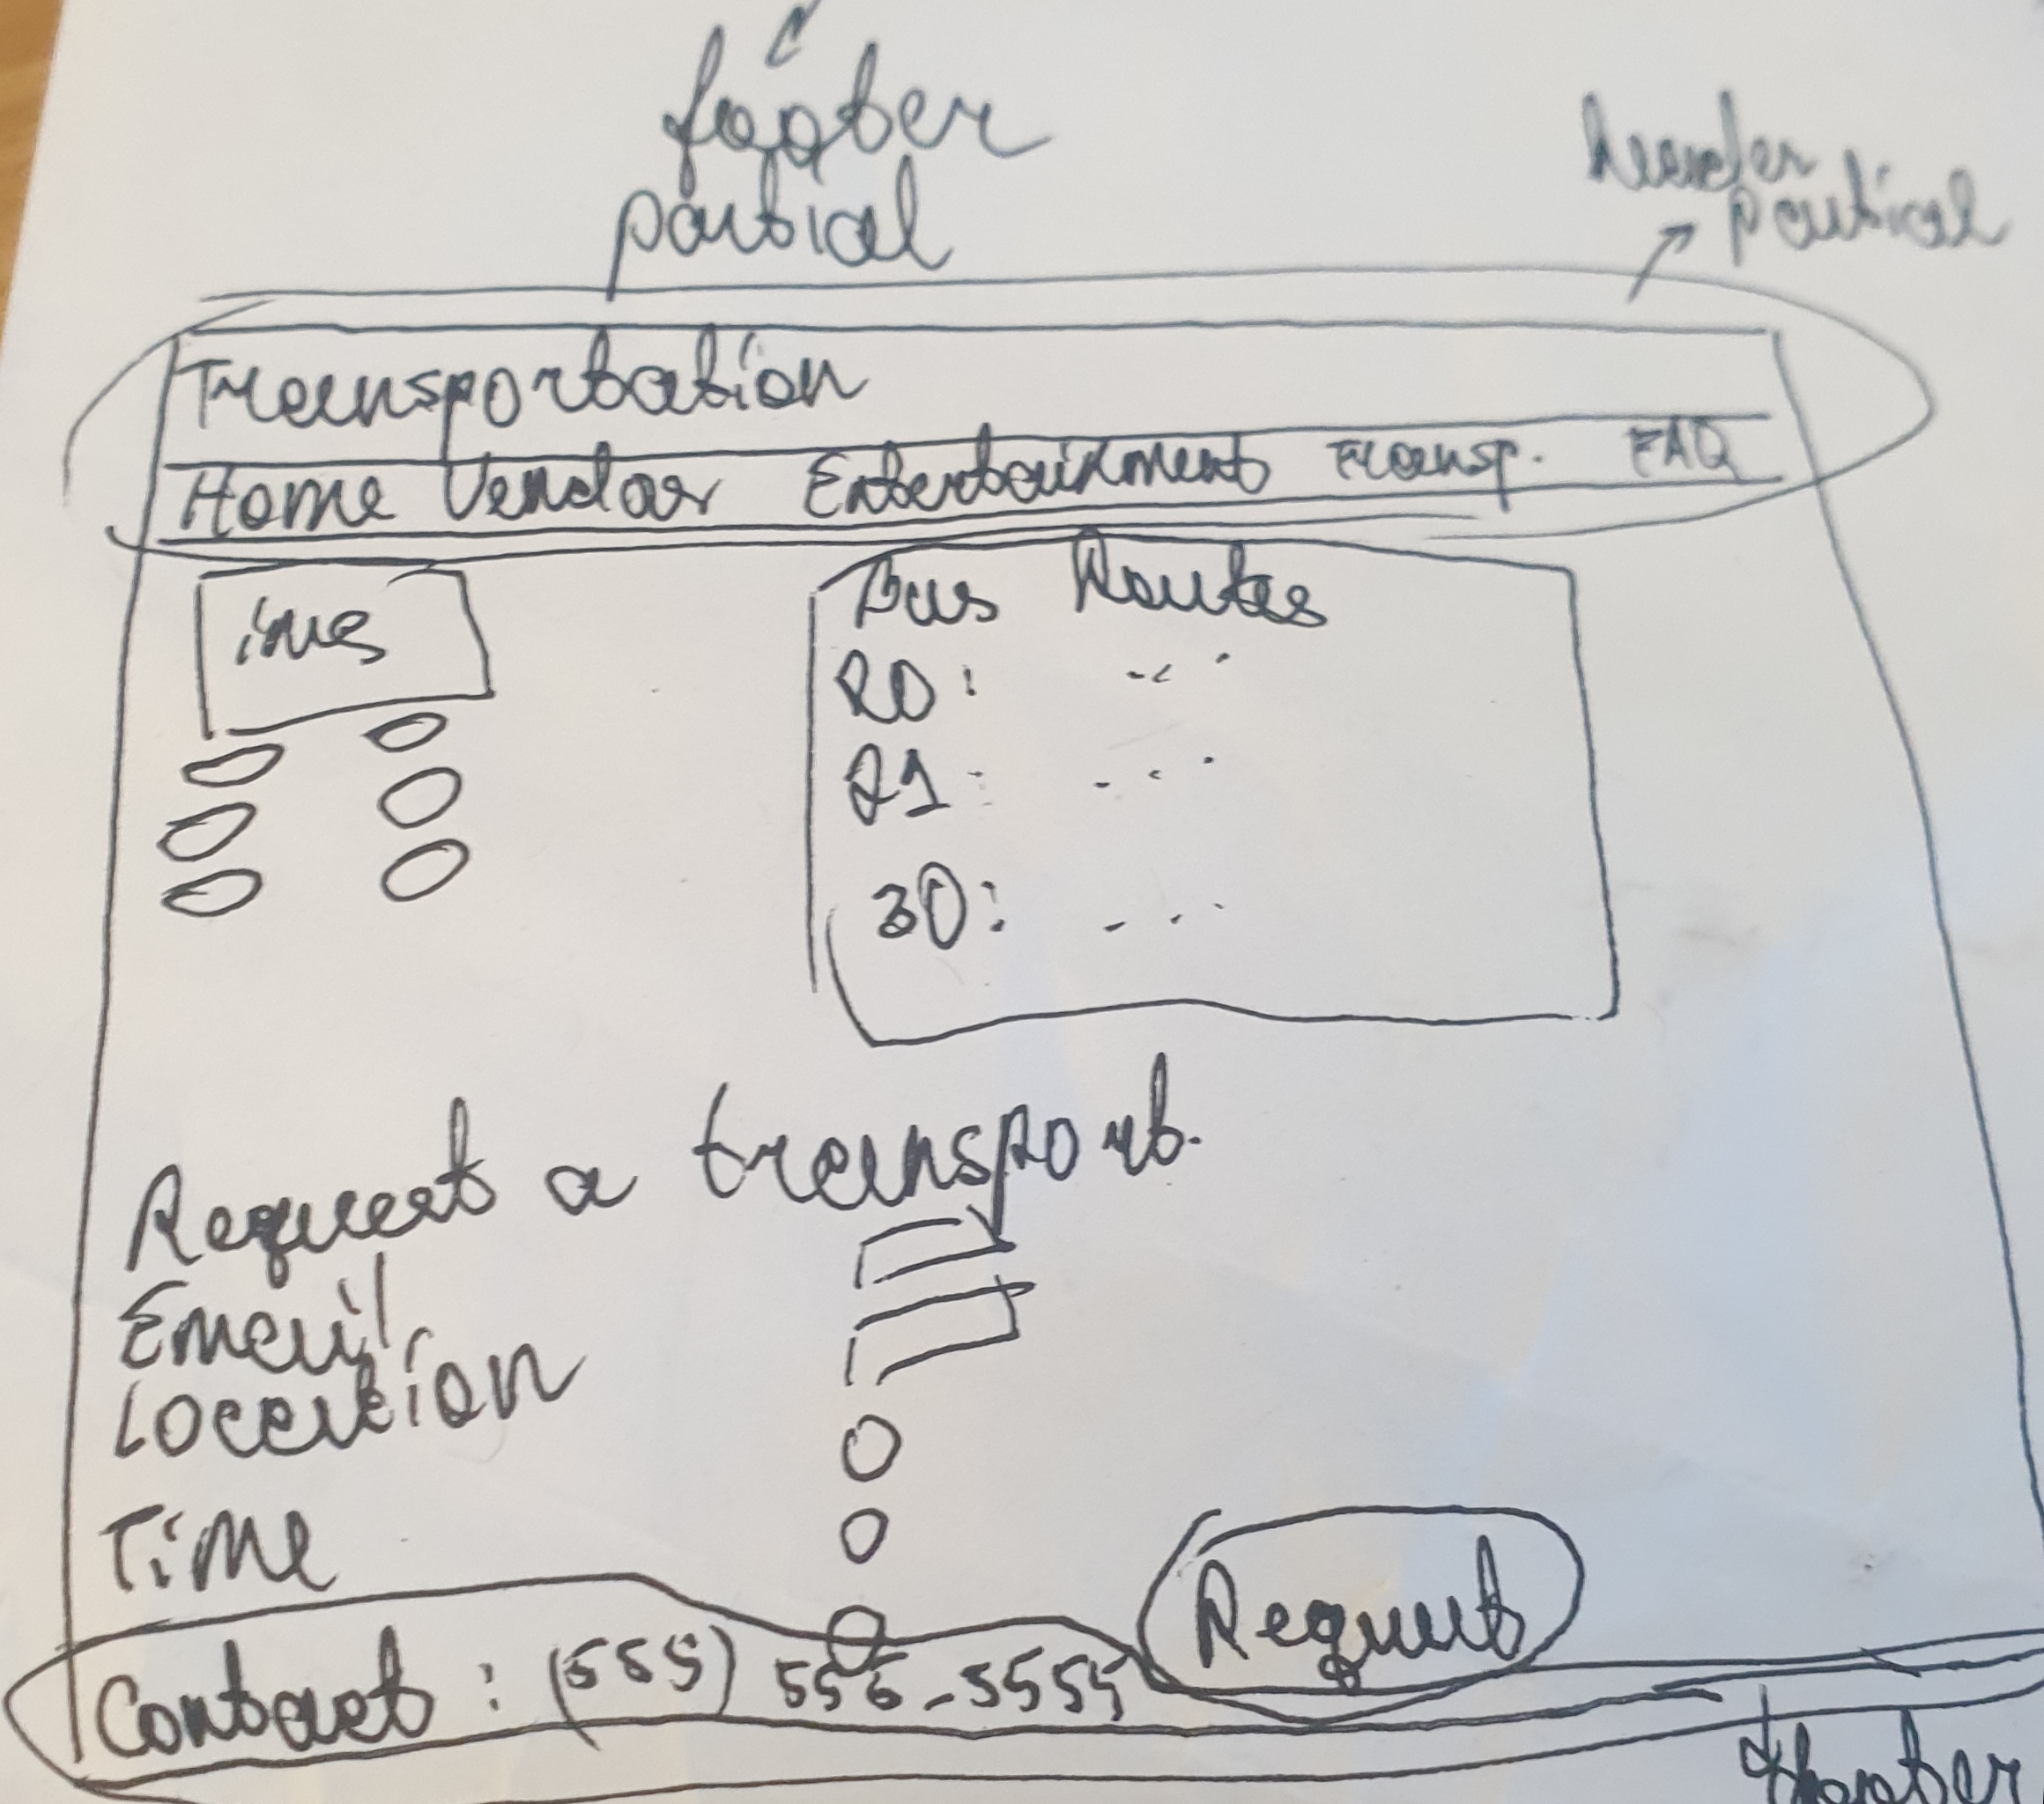 footer
partial
header
partial
Transportation
Home Vendor Entertainment Transp. FAQ
img
Bus Routes
20: ...
21: ...
30: ...
Request a transport.
Email
Location
Time
Request
Contact : (555) 555-5555
footer